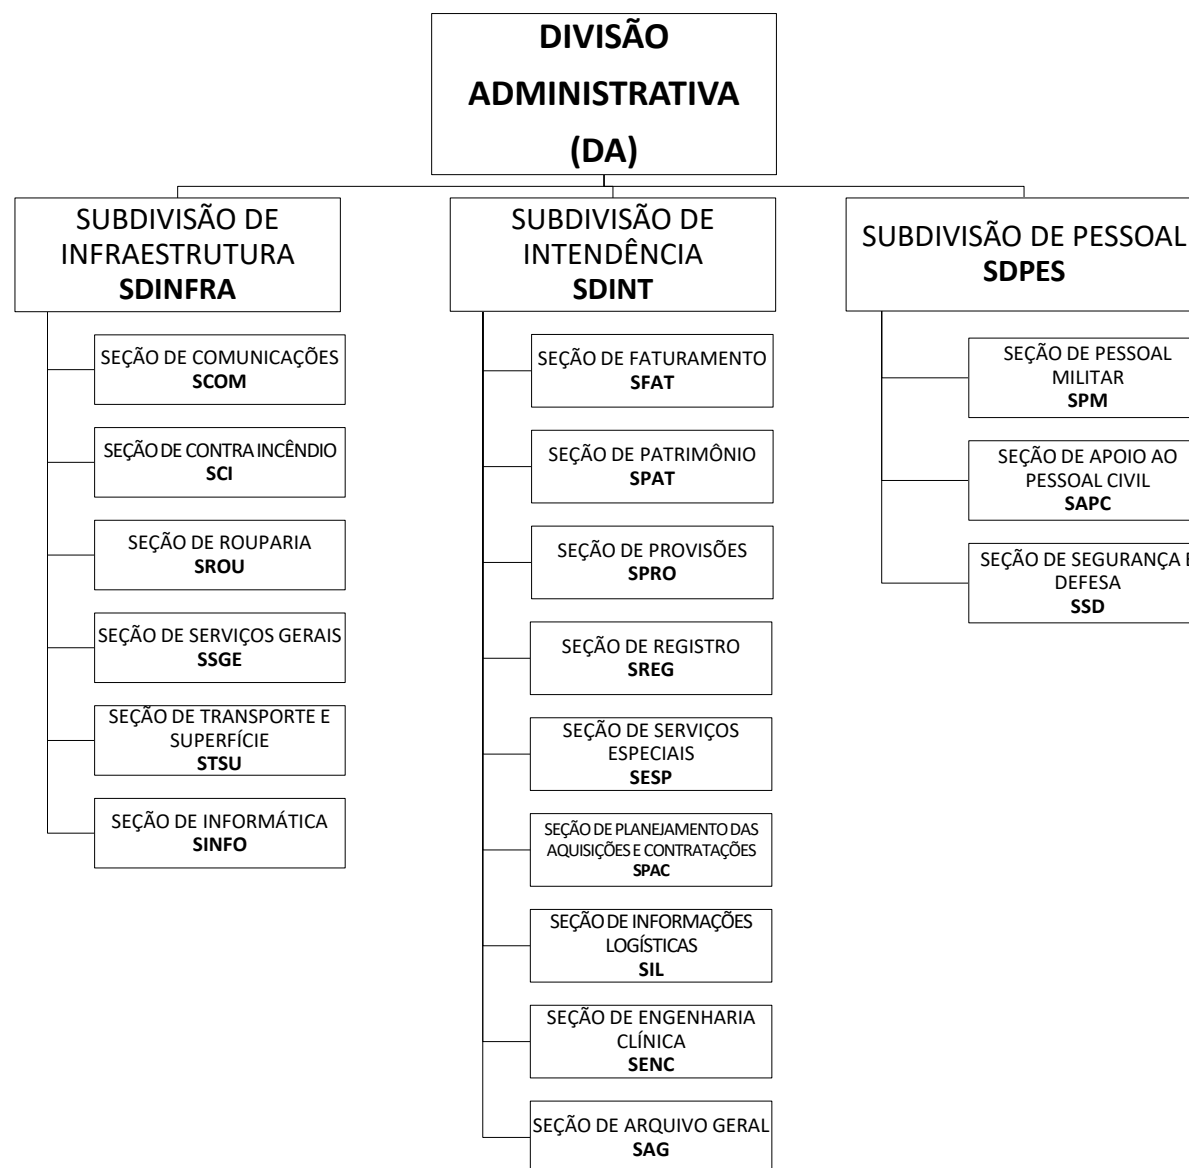 DIVISÃO
ADMINISTRATIVA
(DA)
SUBDIVISÃO DE
INFRAESTRUTURA
SDINFRA
SEÇÃO DE COMUNICAÇÕES
SCOM
SEÇÃO DE CONTRA INCÊNDIO
SCI
SEÇÃO DE ROUPARIA
SROU
SEÇÃO DE SERVIÇOS GERAIS
SSGE
SEÇÃO DE TRANSPORTE E
SUPERFÍCIE
STSU
SEÇÃO DE INFORMÁTICA
SINFO
SUBDIVISÃO DE
INTENDÊNCIA
SDINT
SEÇÃO DE FATURAMENTO
SFAT
SEÇÃO DE PATRIMÔNIO
SPAT
SEÇÃO DE PROVISÕES
SPRO
SEÇÃO DE REGISTRO
SREG
SEÇÃO DE SERVIÇOS
ESPECIAIS
SESP
SEÇÃO DE PLANEJAMENTO DAS
AQUISIÇÕES E CONTRATAÇÕES
SPAC
SEÇÃO DE INFORMAÇÕES
LOGÍSTICAS
SIL
SEÇÃO DE ENGENHARIA
CLÍNICA
SENC
SEÇÃO DE ARQUIVO GERAL
SAG
SUBDIVISÃO DE PESSOAL
SDPES
SEÇÃO DE PESSOAL
MILITAR
SPM
SEÇÃO DE APOIO AO
PESSOAL CIVIL
SAPC
SEÇÃO DE SEGURANÇA E
DEFESA
SSD